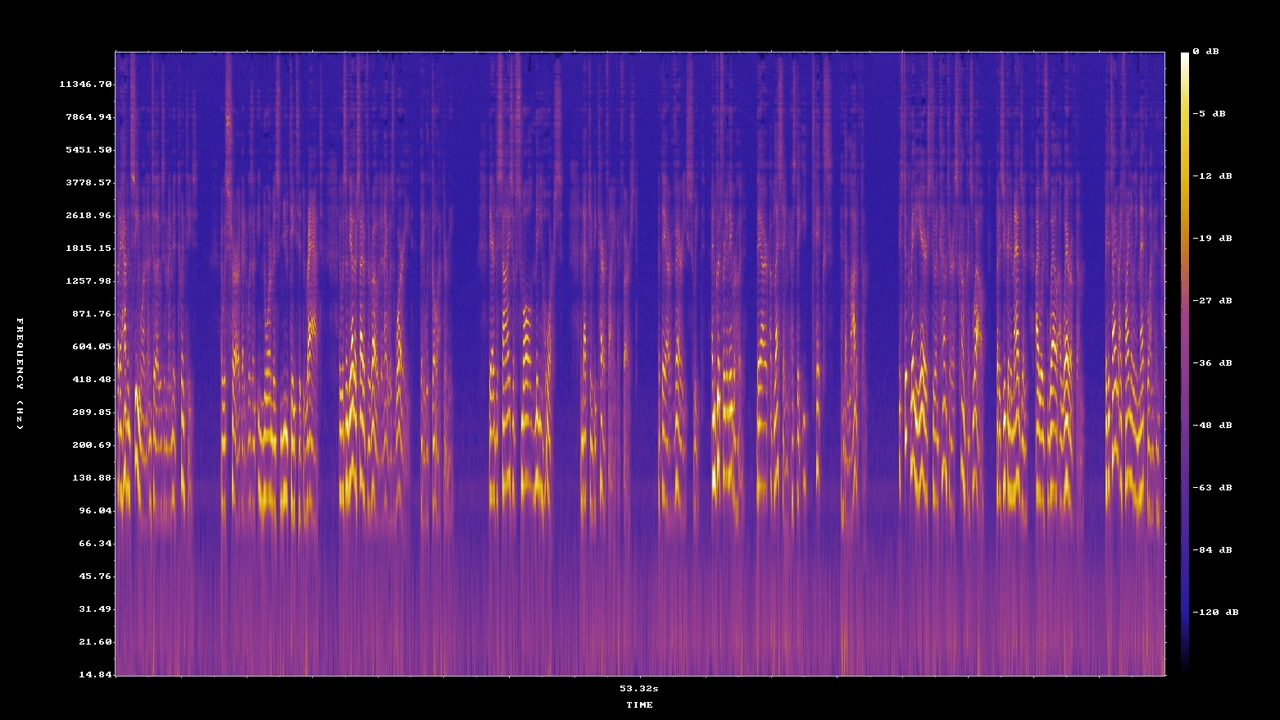 0 dB
11346.70
-5 dB
7864.94
5451.50
-12 dB
3778.57
2618.96
-19 dB
1815.15
1257.98
-27 dB
871.76
604.05
-36 dB
418.48
289.85
-48 dB
200.69
138.88
-63 dB
96.04
66.34
-84 dB
45.76
31.49
-120 dB
21.60
14.84
FREQUENCY (Hz)
53.32s
TIME